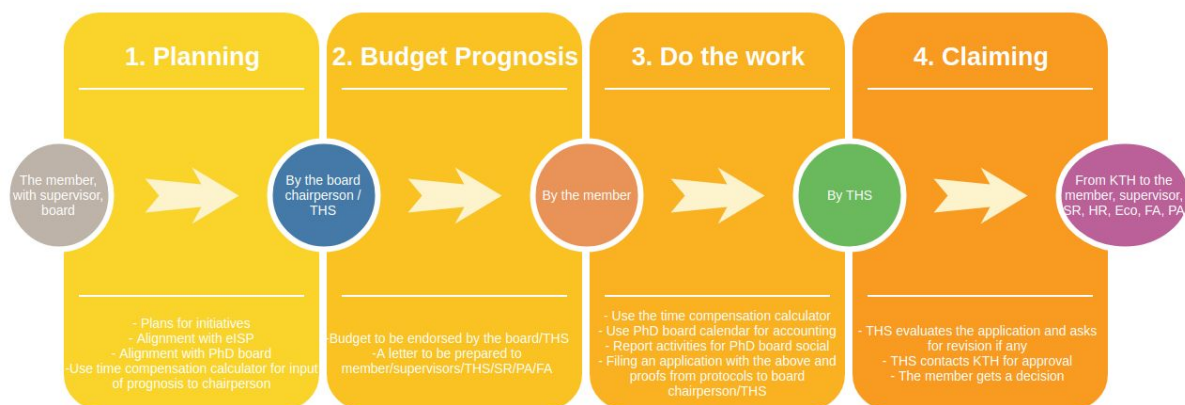 1. Planning
2. Budget Prognosis
3. Do the work
4. Claiming
The member,
with supervisor,
board
By the board
chairperson /
THS
By the member
By THS
From KTH to the
member, supervisor,
SR, HR, Eco, FA, PA
- Plans for initiatives
- Alignment with eISP
- Alignment with PhD board
-Use time compensation calculator for input
of prognosis to chairperson
-Budget to be endorsed by the board/THS
-A letter to be prepared to
member/supervisors/THS/SR/PA/FA
- Use the time compensation calculator
- Use PhD board calendar for accounting
- Report activities for PhD board social
- Filing an application with the above and
proofs from protocols to board
chairperson/THS
- THS evaluates the application and asks
for revision if any
- THS contacts KTH for approval
- The member gets a decision